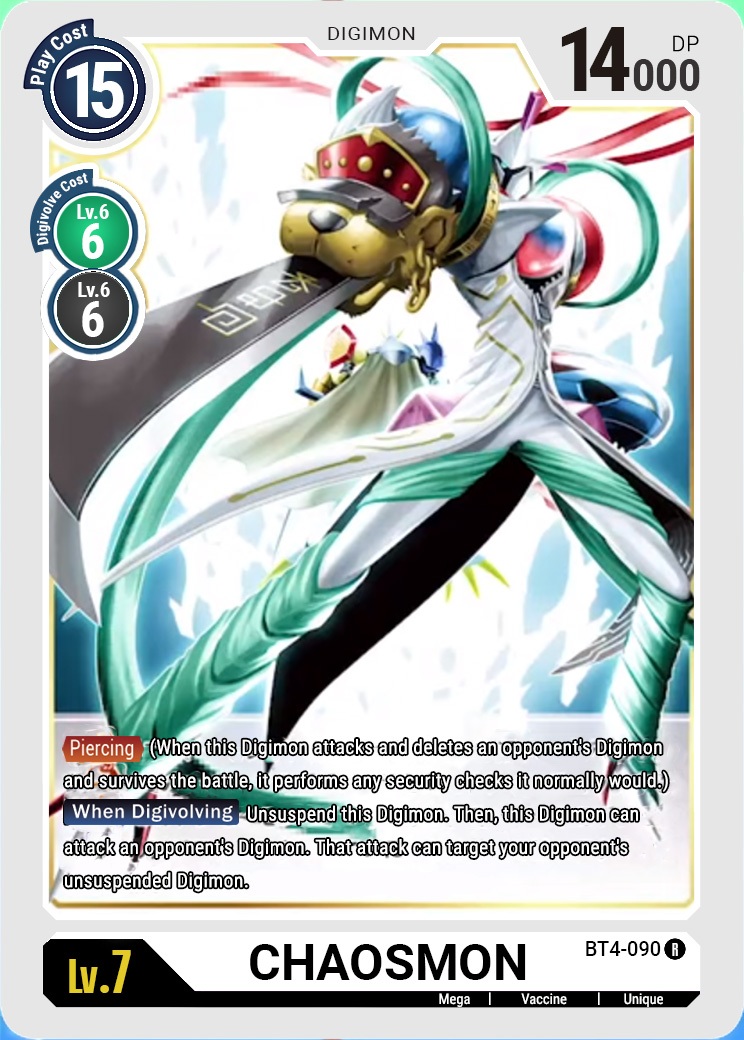 DIGIMON
Play Cost
15
DP
14000
Digivolve Cost
Lv.6
6
Lv.6
6
Piercing (When this Digimon attacks and deletes an opponent's Digimon
and survives the battle, it performs any security checks it normally would.)
When Digivolving Unsuspend this Digimon. Then, this Digimon can
attack an opponent's Digimon. That attack can target your opponent's
unsuspended Digimon.
Lv.7
CHAOSMON
BT4-090 R
Mega | Vaccine | Unique